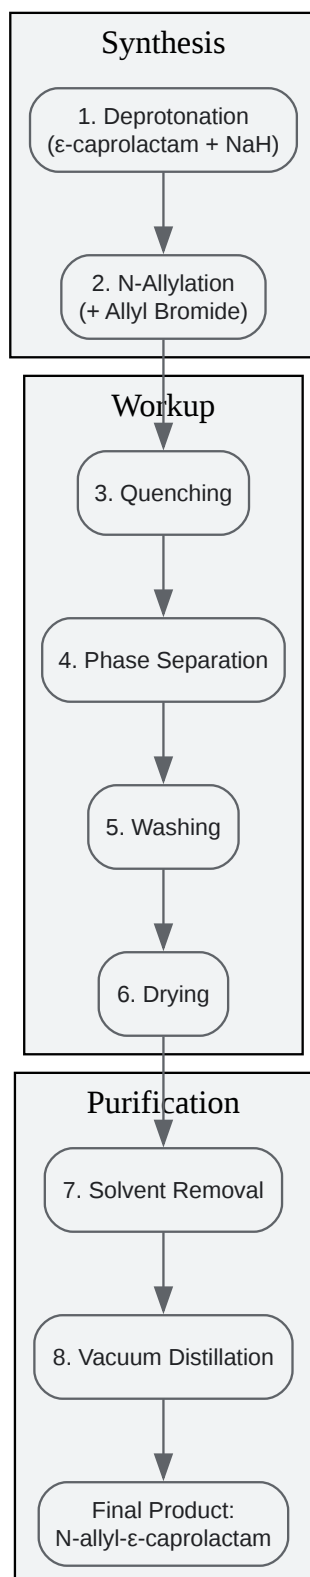 Synthesis
1. Deprotonation
(ε-caprolactam + NaH)
2. N-Allylation
(+ Allyl Bromide)
Workup
3. Quenching
4. Phase Separation
5. Washing
6. Drying
Purification
7. Solvent Removal
8. Vacuum Distillation
Final Product:
N-allyl-ε-caprolactam